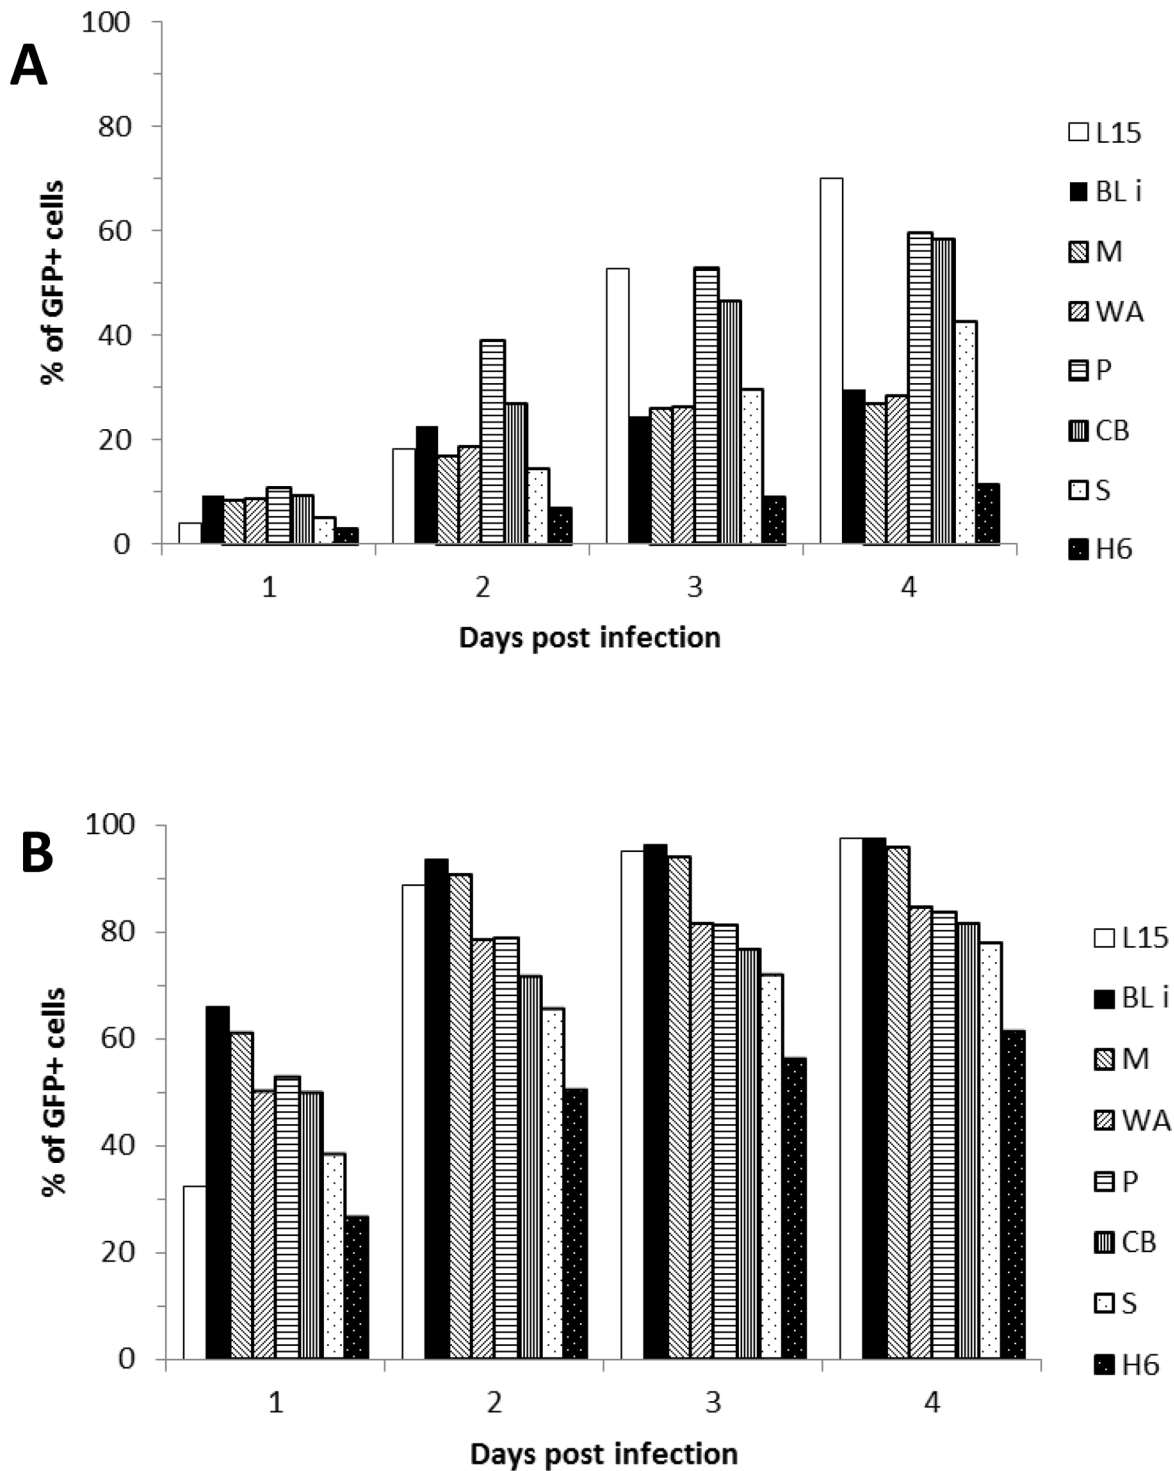 A
% of GFP+ cells
100
80
60
40
20
0
1 2 3 4
Days post infection
L15
BL i
M
WA
P
CB
S
H6
B
% of GFP+ cells
100
80
60
40
20
0
1 2 3 4
Days post infection
L15
BL i
M
WA
P
CB
S
H6